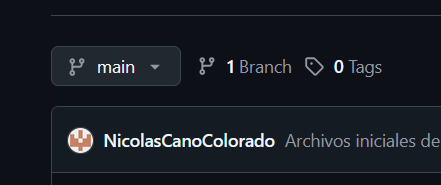 main 1 Branch 0 Tags
NicolasCanoColorado Archivos iniciales de